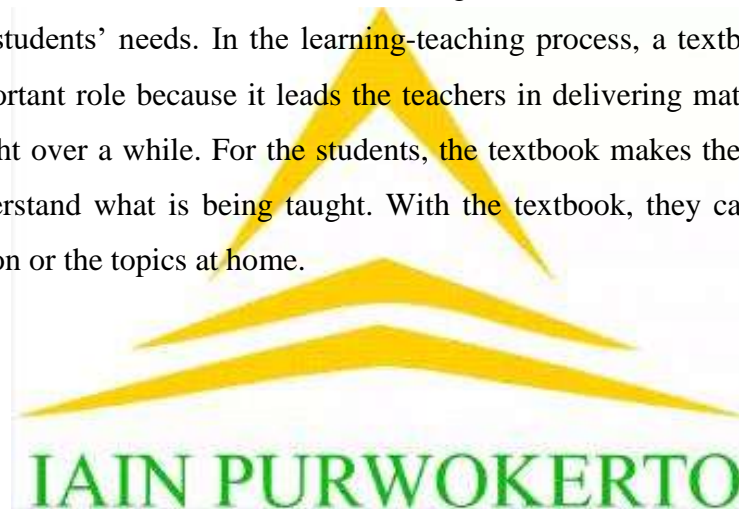 students’ needs. In the learning-teaching process, a textb
ortant role because it leads the teachers in delivering mat
ht over a while. For the students, the textbook makes the
erstand what is being taught. With the textbook, they ca
on or the topics at home.
IAIN PURWOKERTO